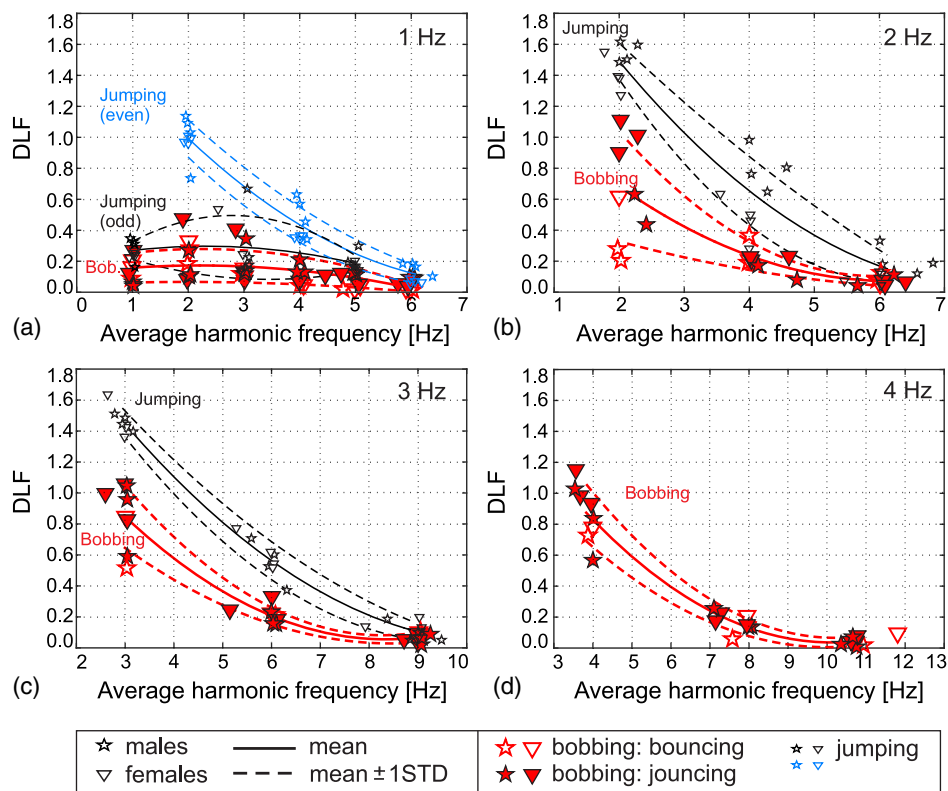 1.8
1.6
1.4
1.2
1.0
0.8
0.6
0.4
0.2
0.0
DLF
1 Hz
Jumping
(even)
Jumping
(odd)
Bob.
0 1 2 3 4 5 6 7
(a) Average harmonic frequency [Hz]
1.8
1.6
1.4
1.2
1.0
0.8
0.6
0.4
0.2
0.0
DLF
2 Hz
Jumping
Bobbing
1 2 3 4 5 6 7
(b) Average harmonic frequency [Hz]
1.8
1.6
1.4
1.2
1.0
0.8
0.6
0.4
0.2
0.0
DLF
3 Hz
Jumping
Bobbing
2 3 4 5 6 7 8 9 10
(c) Average harmonic frequency [Hz]
1.8
1.6
1.4
1.2
1.0
0.8
0.6
0.4
0.2
0.0
DLF
4 Hz
Bobbing
3 4 5 6 7 8 9 10 11 12 13
(d) Average harmonic frequency [Hz]
males
females
mean
mean ± 1STD
bobbing: bouncing
bobbing: jouncing
jumping